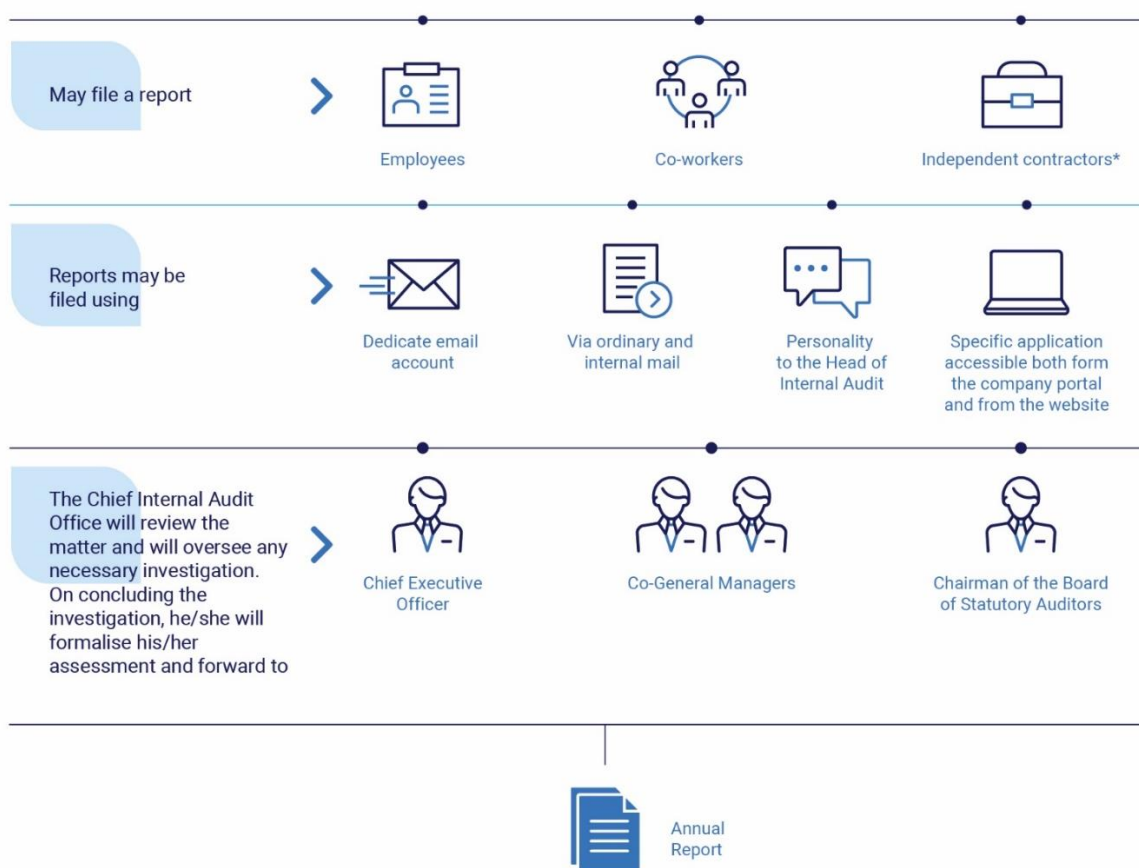 May file a report
Employees
Co-workers
Independent contractors*
Reports may be
filed using
Dedicate email
account
Via ordinary and
internal mail
Personality
to the Head of
Internal Audit
Specific application
accessible both form
the company portal
and from the website
The Chief Internal Audit
Office will review the
matter and will oversee any
necessary investigation.
On concluding the
investigation, he/she will
formalise his/her
assessment and forward to
Chief Executive
Officer
Co-General Managers
Chairman of the Board
of Statutory Auditors
Annual
Report